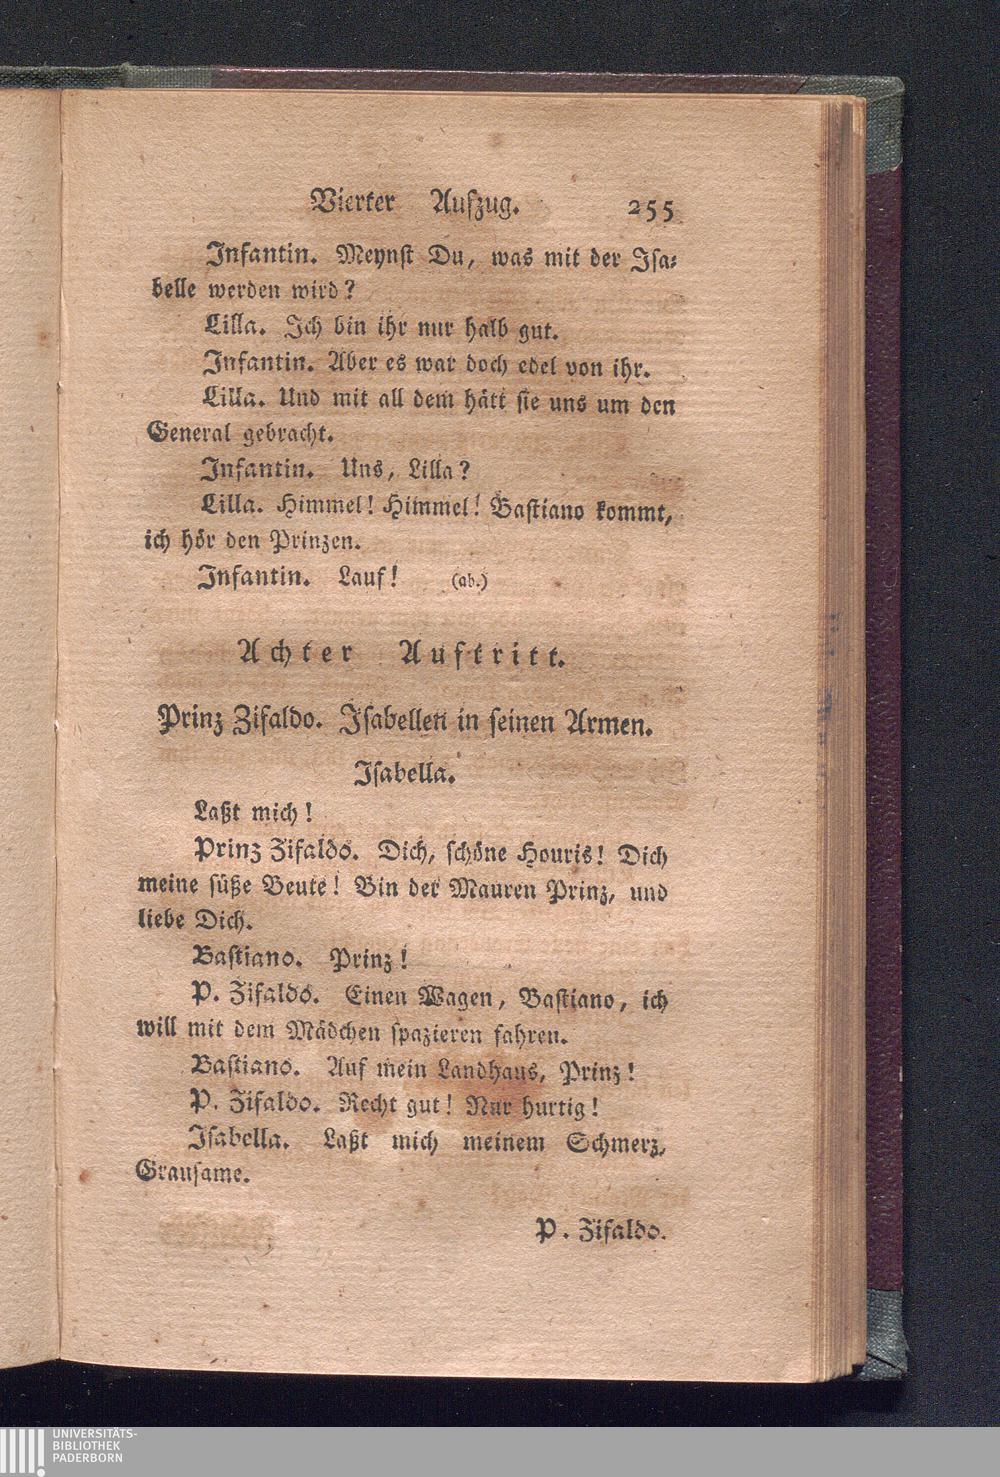 Vierter Aufzug. 255
Infantin. Meynst Du, was mit der Isa-
belle werden wird?
Lilla. Ich bin ihr nur halb gut.
Infantin. Aber es war doch edel von ihr.
Lilla. Und mit all dem hätt sie uns um den
General gebracht.
Infantin. Uns, Lilla?
Lilla. Himmel! Himmel! Bastiano kommt,
ich hör den Prinzen.
Infantin. Lauf! (ab.)
Achter Auftritt.
Prinz Zifaldo. Isabellen in seinen Armen.
Isabella.
Laßt mich!
Prinz Zifaldo. Dich, schöne Houris! Dich
meine süße Beute! Bin der Mauren Prinz, und
liebe Dich.
Bastiano. Prinz!
P. Zifaldo. Einen Wagen, Bastiano, ich
will mit dem Mädchen spazieren fahren.
Bastiano. Auf mein Landhaus, Prinz!
P. Zifaldo. Recht gut! Nur hurtig!
Isabella. Laßt mich meinem Schmerz,
Grausame.
P. Zifaldo.
UNIVERSITÄTS-
BIBLIOTHEK
PADERBORN